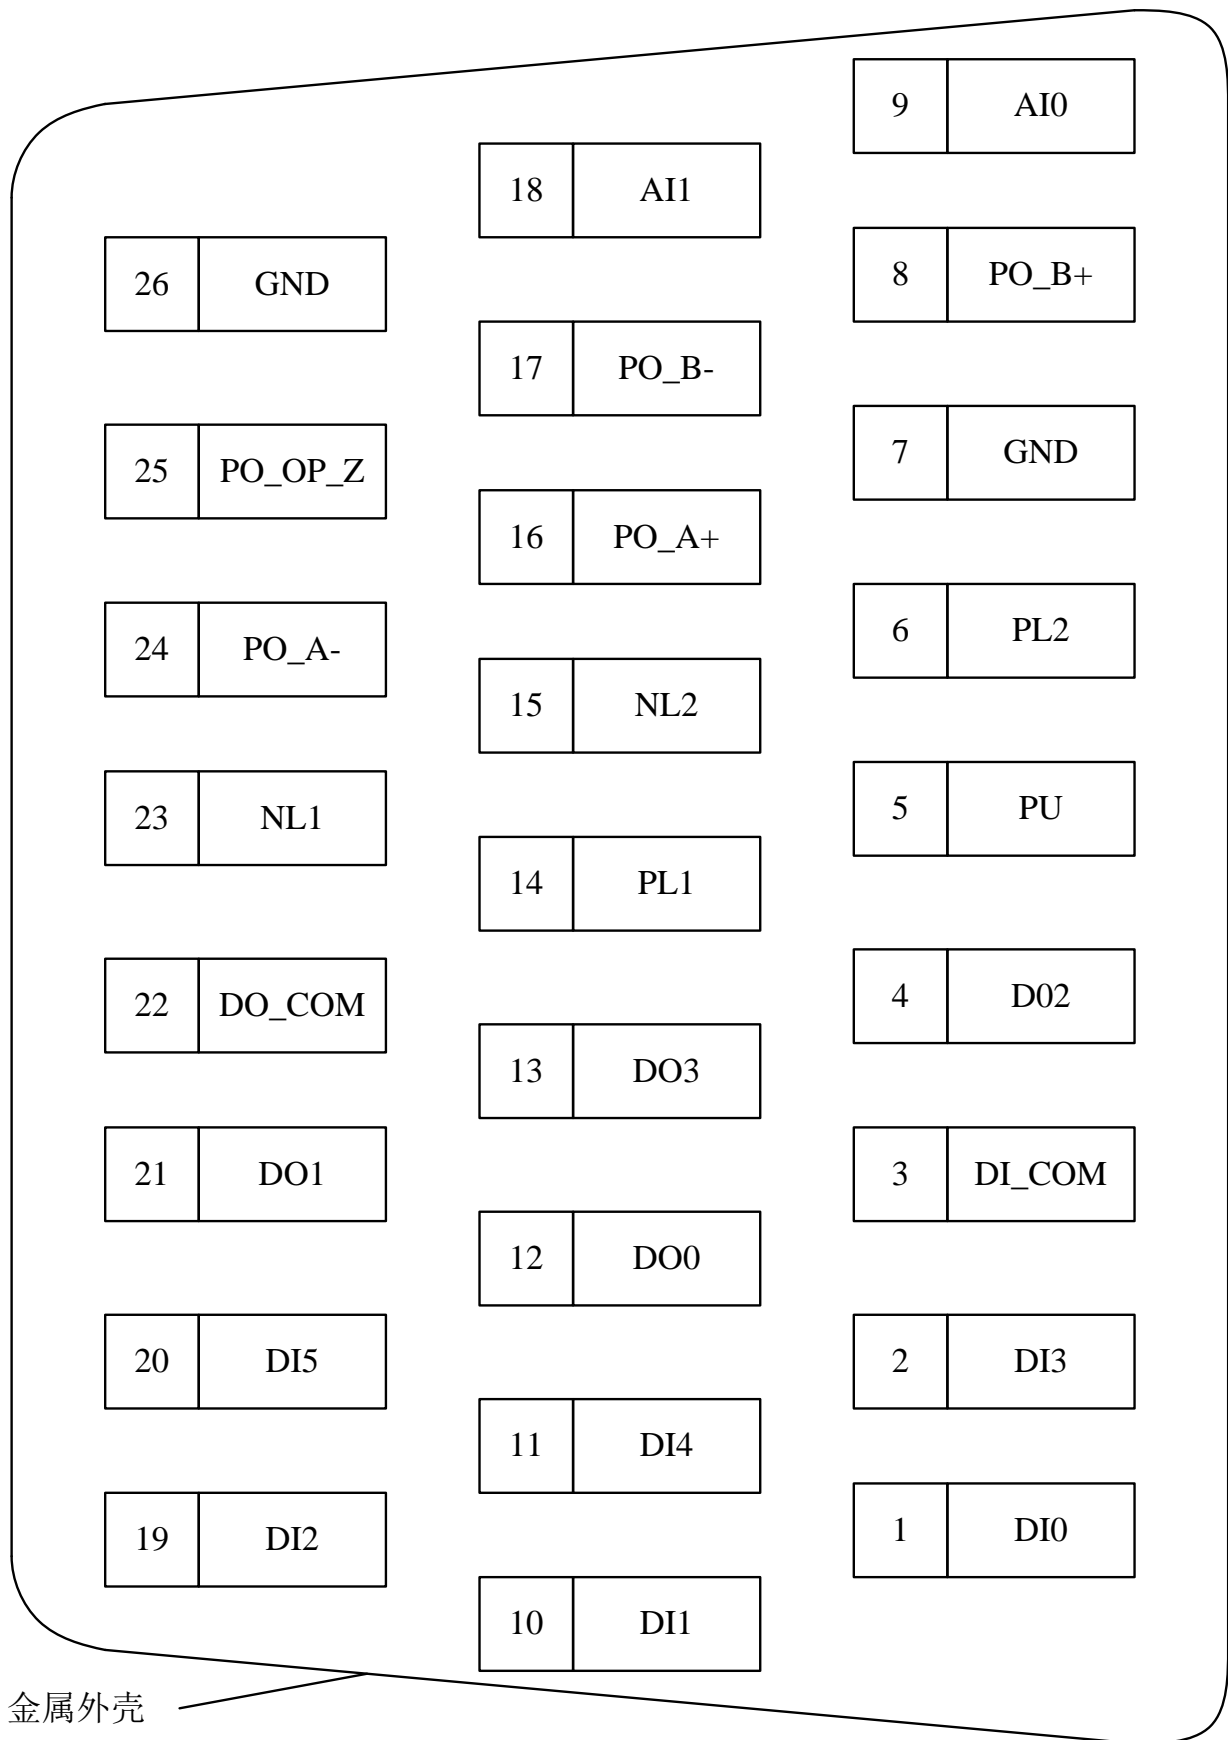 9 AI0
18 AI1
8 PO_B+
26 GND
17 PO_B-
7 GND
25 PO_OP_Z
16 PO_A+
6 PL2
24 PO_A-
15 NL2
5 PU
23 NL1
14 PL1
4 D02
22 DO_COM
13 DO3
3 DI_COM
21 DO1
12 DO0
2 DI3
20 DI5
11 DI4
1 DI0
19 DI2
10 DI1
金属外壳